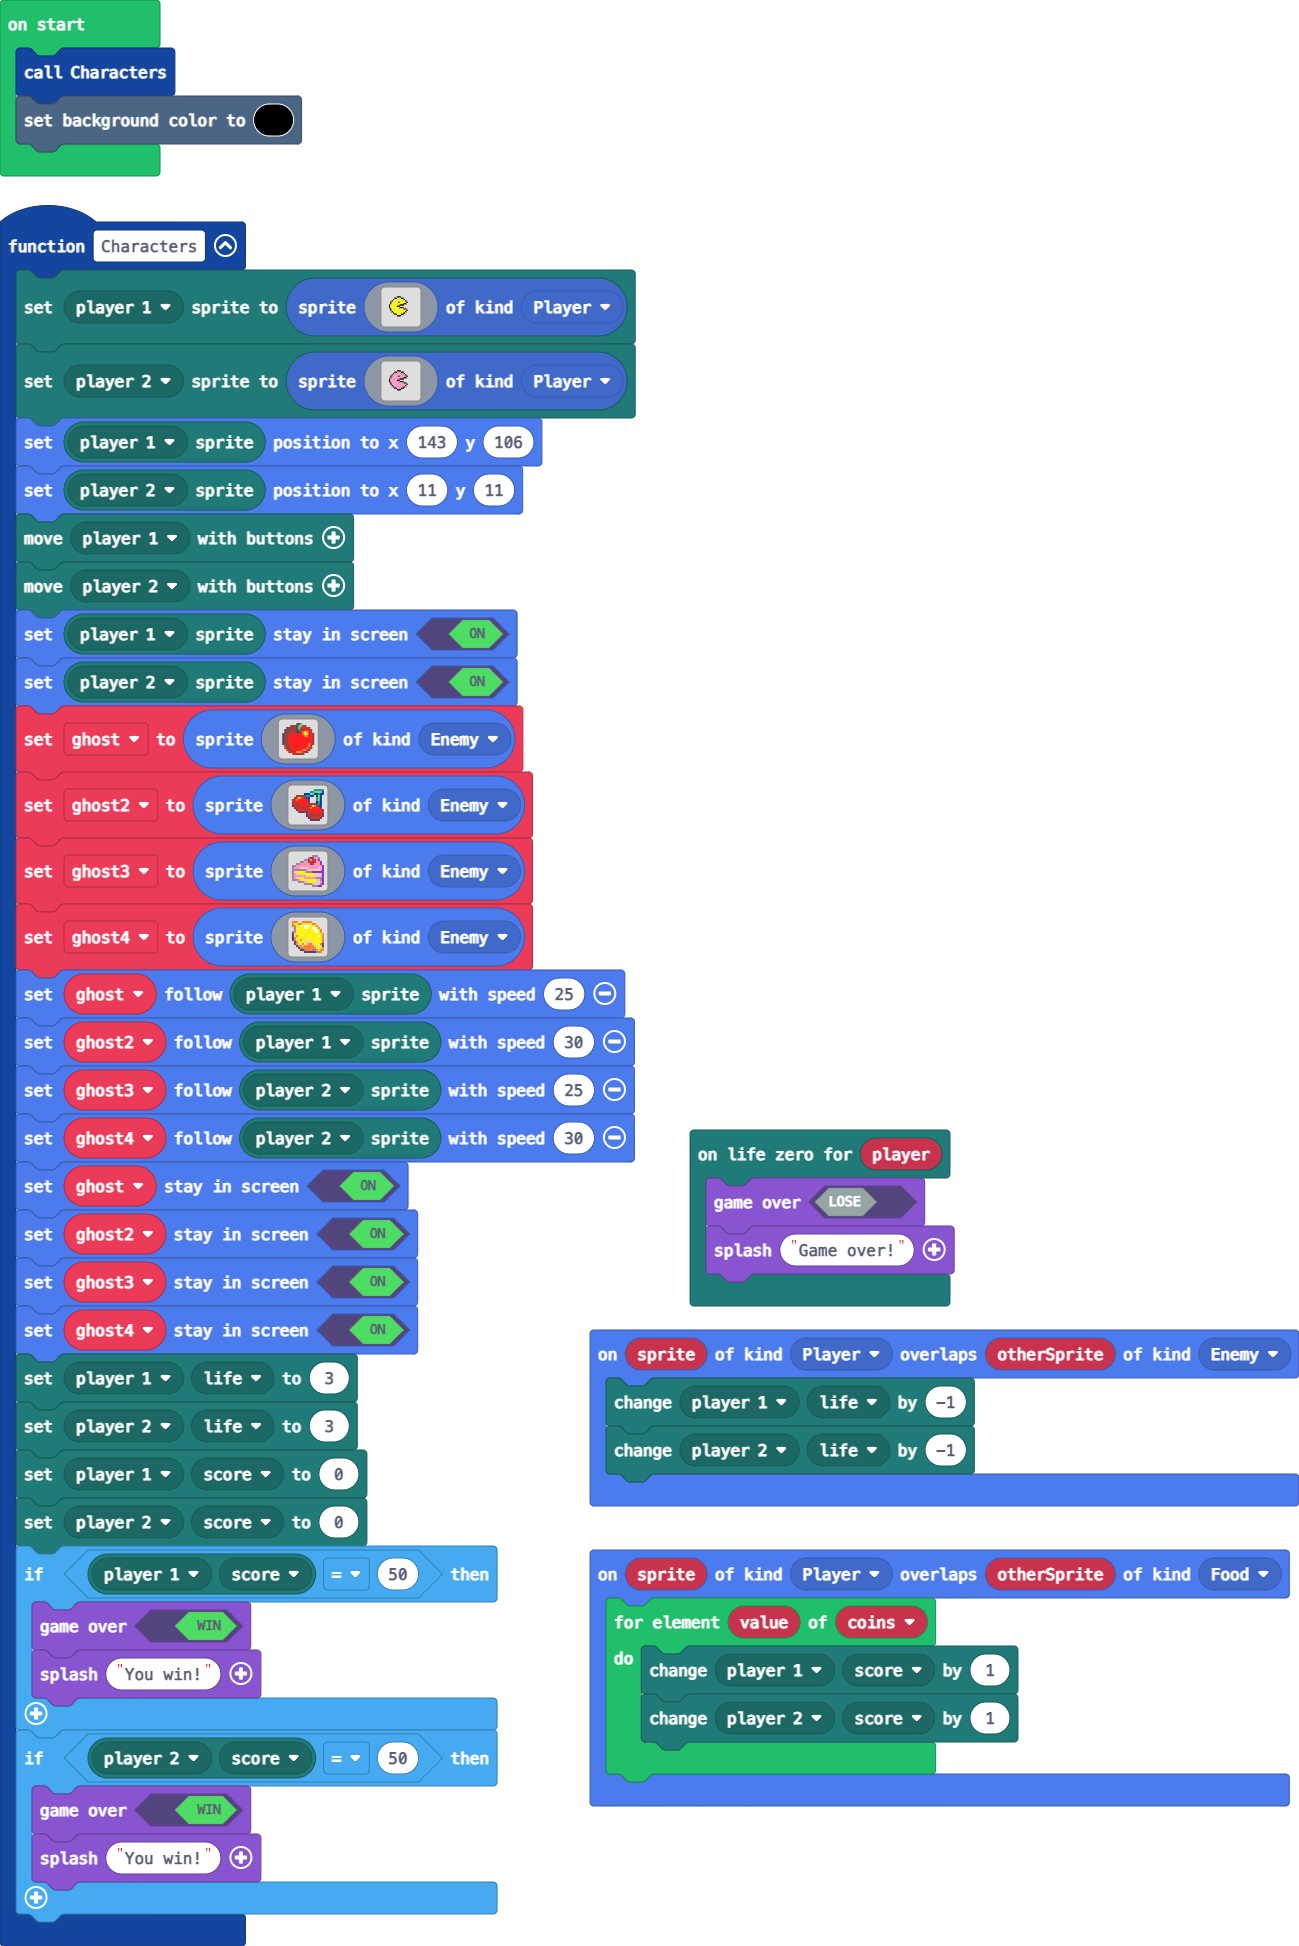 on start
call Characters
set background color to
function Characters
set player 1 sprite to sprite of kind Player
set player 2 sprite to sprite of kind Player
set player 1 sprite position to x 143 y 106
set player 2 sprite position to x 11 y 11
move player 1 with buttons
move player 2 with buttons
set player 1 sprite stay in screen ON
set player 2 sprite stay in screen ON
set ghost to sprite of kind Enemy
set ghost2 to sprite of kind Enemy
set ghost3 to sprite of kind Enemy
set ghost4 to sprite of kind Enemy
set ghost follow player 1 sprite with speed 25
set ghost2 follow player 1 sprite with speed 30
set ghost3 follow player 2 sprite with speed 25
set ghost4 follow player 2 sprite with speed 30
set ghost stay in screen ON
set ghost2 stay in screen ON
set ghost3 stay in screen ON
set ghost4 stay in screen ON
set player 1 life to 3
set player 2 life to 3
set player 1 score to 0
set player 2 score to 0
if player 1 score = 50 then
game over WIN
splash "You win!"
if player 2 score = 50 then
game over WIN
splash "You win!"
on life zero for player
game over LOSE
splash "Game over!"
on sprite of kind Player overlaps otherSprite of kind Enemy
change player 1 life by -1
change player 2 life by -1
on sprite of kind Player overlaps otherSprite of kind Food
for element value of coins
do
change player 1 score by 1
change player 2 score by 1